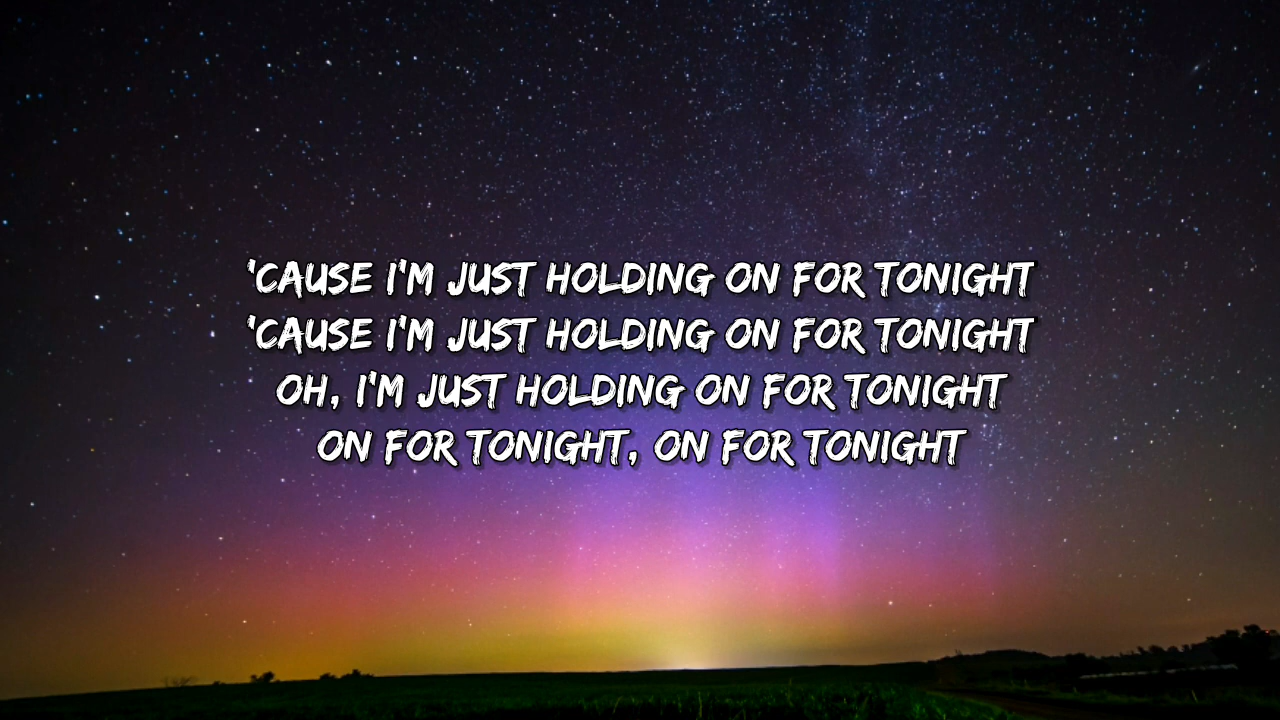 'CAUSE I'M JUST HOLDING ON FOR TONIGHT
'CAUSE I'M JUST HOLDING ON FOR TONIGHT
OH, I'M JUST HOLDING ON FOR TONIGHT
ON FOR TONIGHT, ON FOR TONIGHT